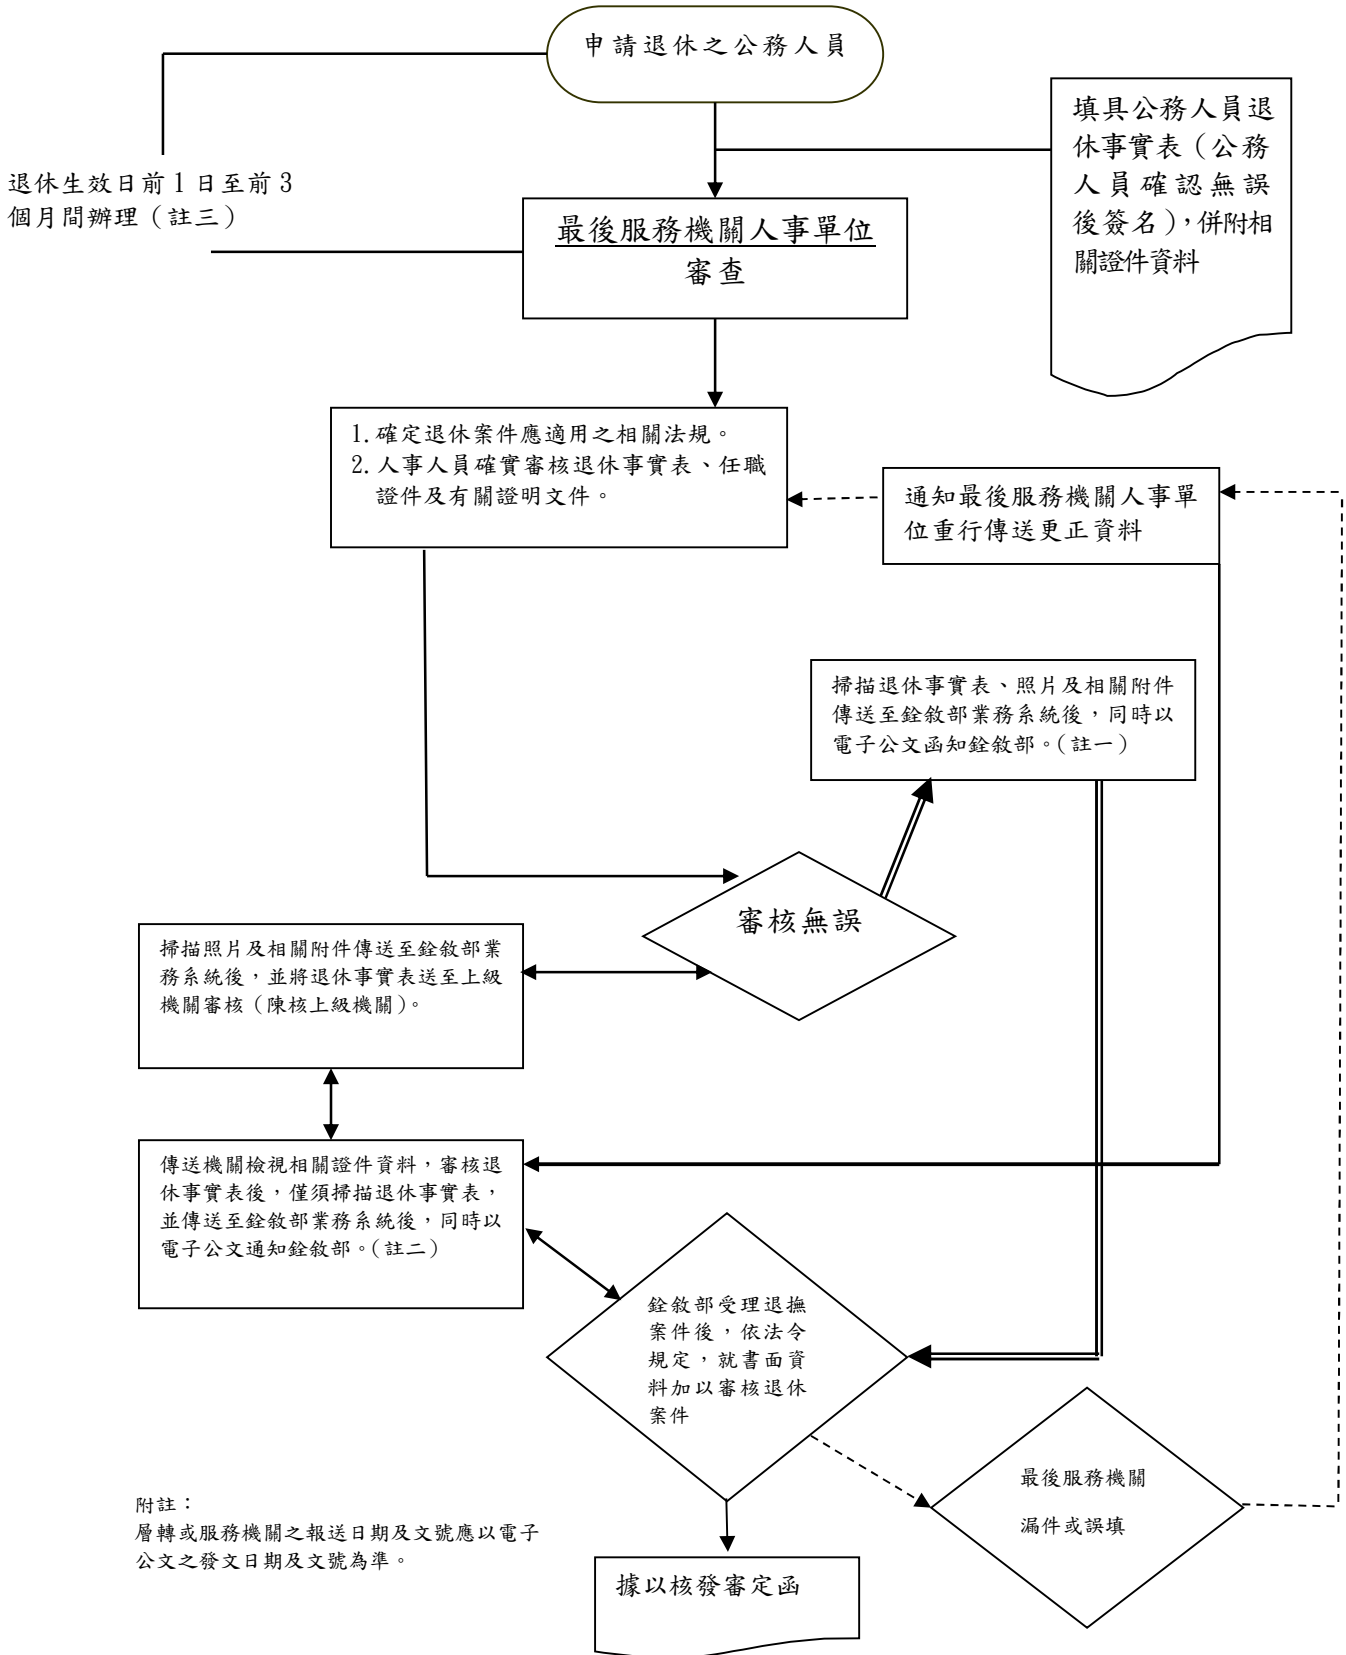 申請退休之公務人員
填具公務人員退
休事實表（公務
人員確認無誤
後簽名），併附相
關證件資料
退休生效日前 1 日至前 3
個月間辦理（註三）
最後服務機關人事單位
審查
1. 確定退休案件應適用之相關法規。
2. 人事人員確實審核退休事實表、任職
證件及有關證明文件。
通知最後服務機關人事單
位重行傳送更正資料
掃描退休事實表、照片及相關附件
傳送至銓敘部業務系統後，同時以
電子公文函知銓敘部。（註一）
審核無誤
掃描照片及相關附件傳送至銓敘部業
務系統後，並將退休事實表送至上級
機關審核（陳核上級機關）。
傳送機關檢視相關證件資料，審核退
休事實表後，僅須掃描退休事實表，
並傳送至銓敘部業務系統後，同時以
電子公文通知銓敘部。（註二）
銓敘部受理退撫
案件後，依法令
規定，就書面資
料加以審核退休
案件
最後服務機關
漏件或誤填
附註：
層轉或服務機關之報送日期及文號應以電子
公文之發文日期及文號為準。
據以核發審定函